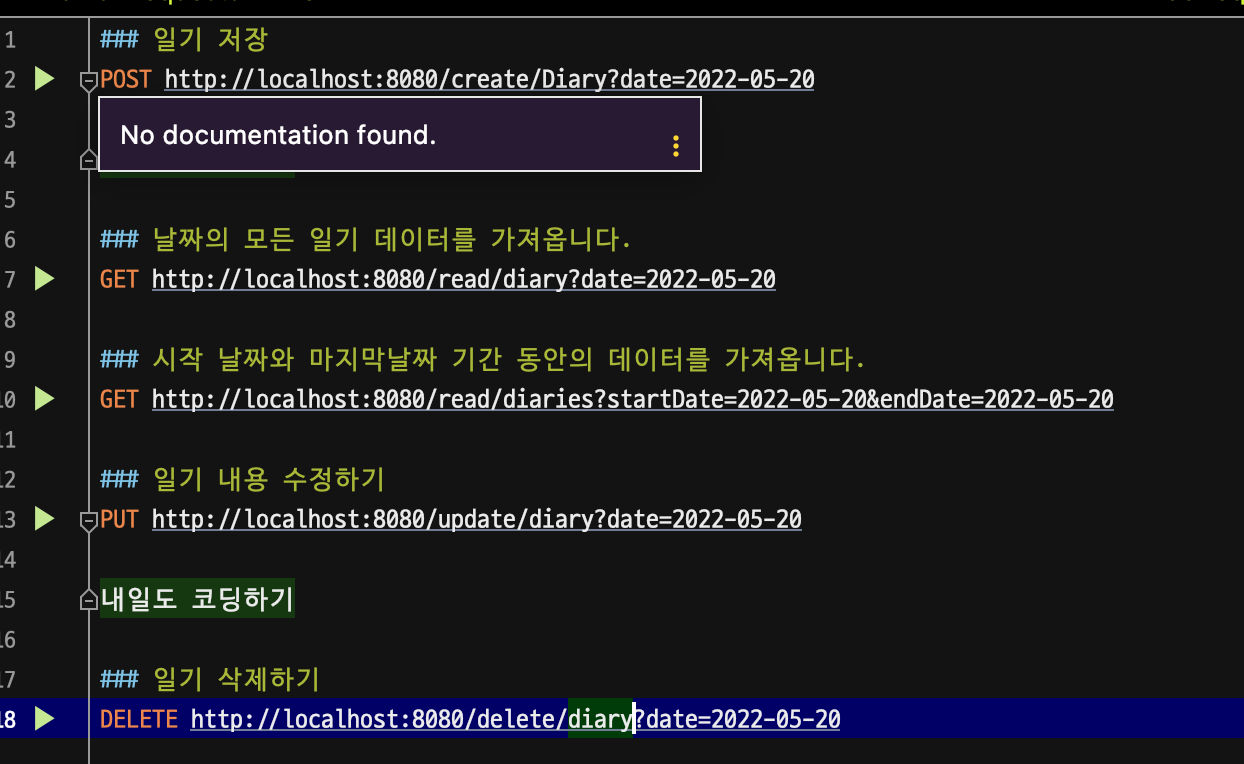 1 ### 일기 저장
2 POST http://localhost:8080/create/Diary?date=2022-05-20
3
No documentation found.
4
5
6 ### 날짜의 모든 일기 데이터를 가져옵니다.
7 GET http://localhost:8080/read/diary?date=2022-05-20
8
9 ### 시작 날짜와 마지막날짜 기간 동안의 데이터를 가져옵니다.
10 GET http://localhost:8080/read/diaries?startDate=2022-05-20&endDate=2022-05-20
11
12 ### 일기 내용 수정하기
13 PUT http://localhost:8080/update/diary?date=2022-05-20
14
15 내일도 코딩하기
16
17 ### 일기 삭제하기
18 DELETE http://localhost:8080/delete/diary?date=2022-05-20